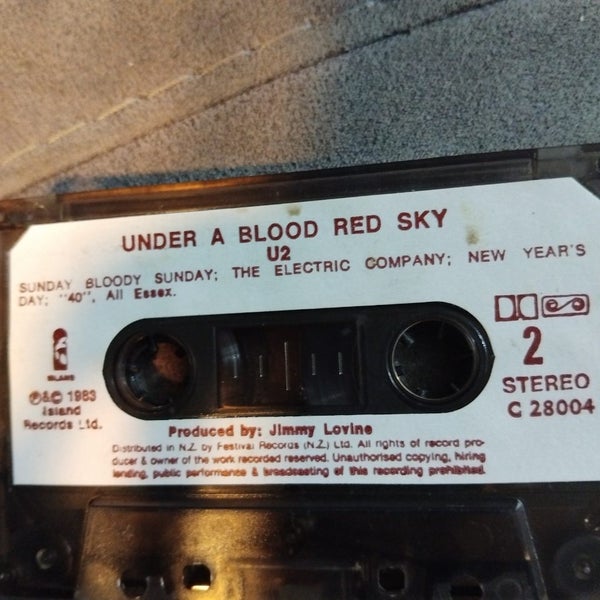 UNDER A BLOOD RED SKY
U2
SUNDAY BLOODY SUNDAY; THE ELECTRIC COMPANY; NEW YEAR'S
DAY; "40", All Essex.
ISLAND
2
STEREO
C 28004
℗&© 1983
Island
Records Ltd.
Produced by: Jimmy Lovine
Distributed in N.Z. by Festival Records (N.Z.) Ltd. All rights of record pro-
ducer & owner of the work recorded reserved. Unauthorised copying, hiring
lending, public performance & broadcasting of this recording prohibited.